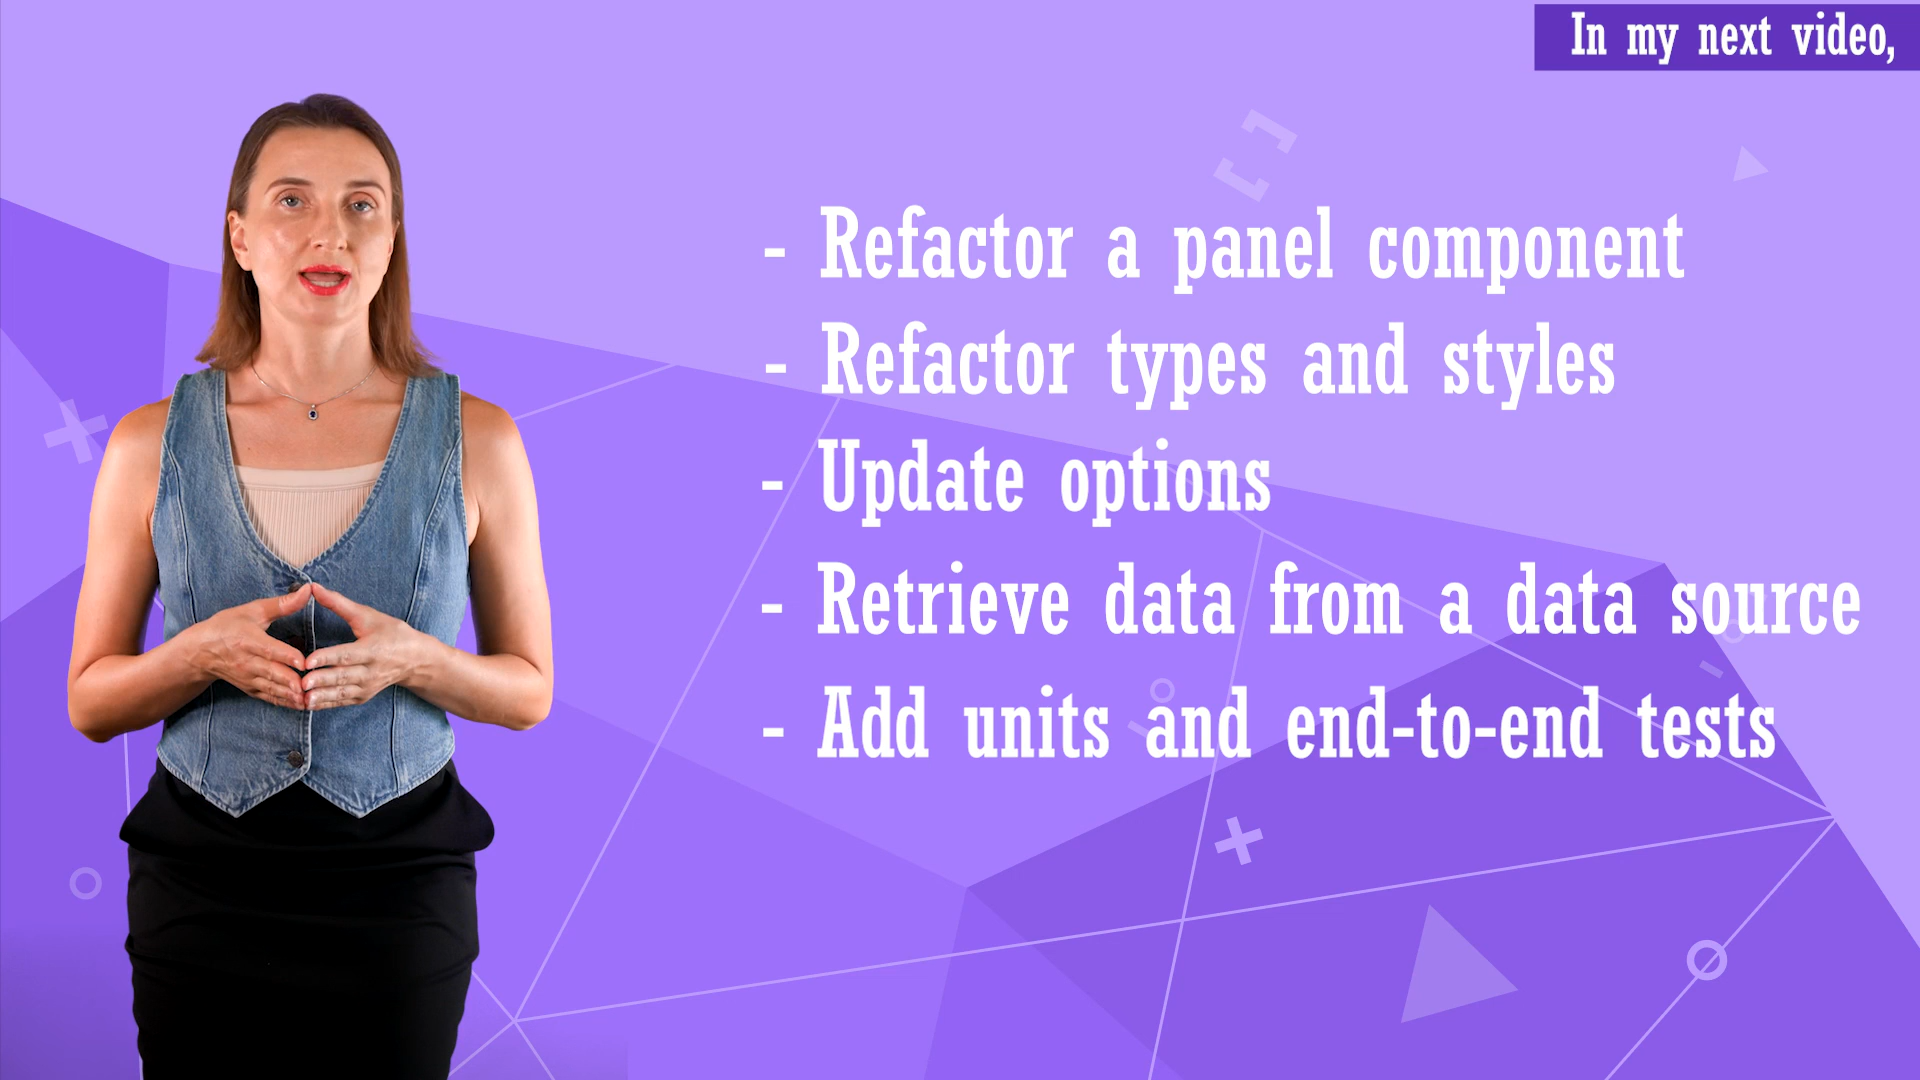 In my next video,
- Refactor a panel component
- Refactor types and styles
- Update options
- Retrieve data from a data source
- Add units and end-to-end tests